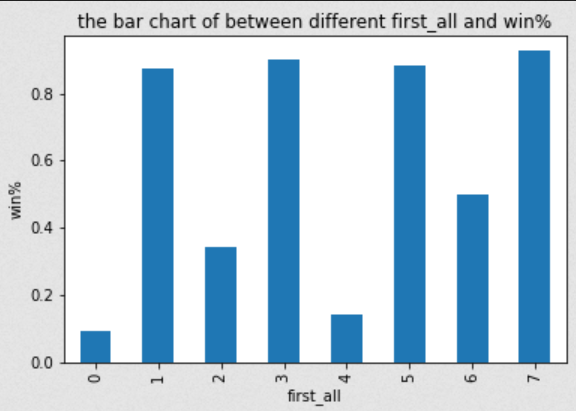 the bar chart of between different first_all and win%
0.8
0.6
0.4
0.2
0.0
win%
0 1 2 3 4 5 6 7
first_all